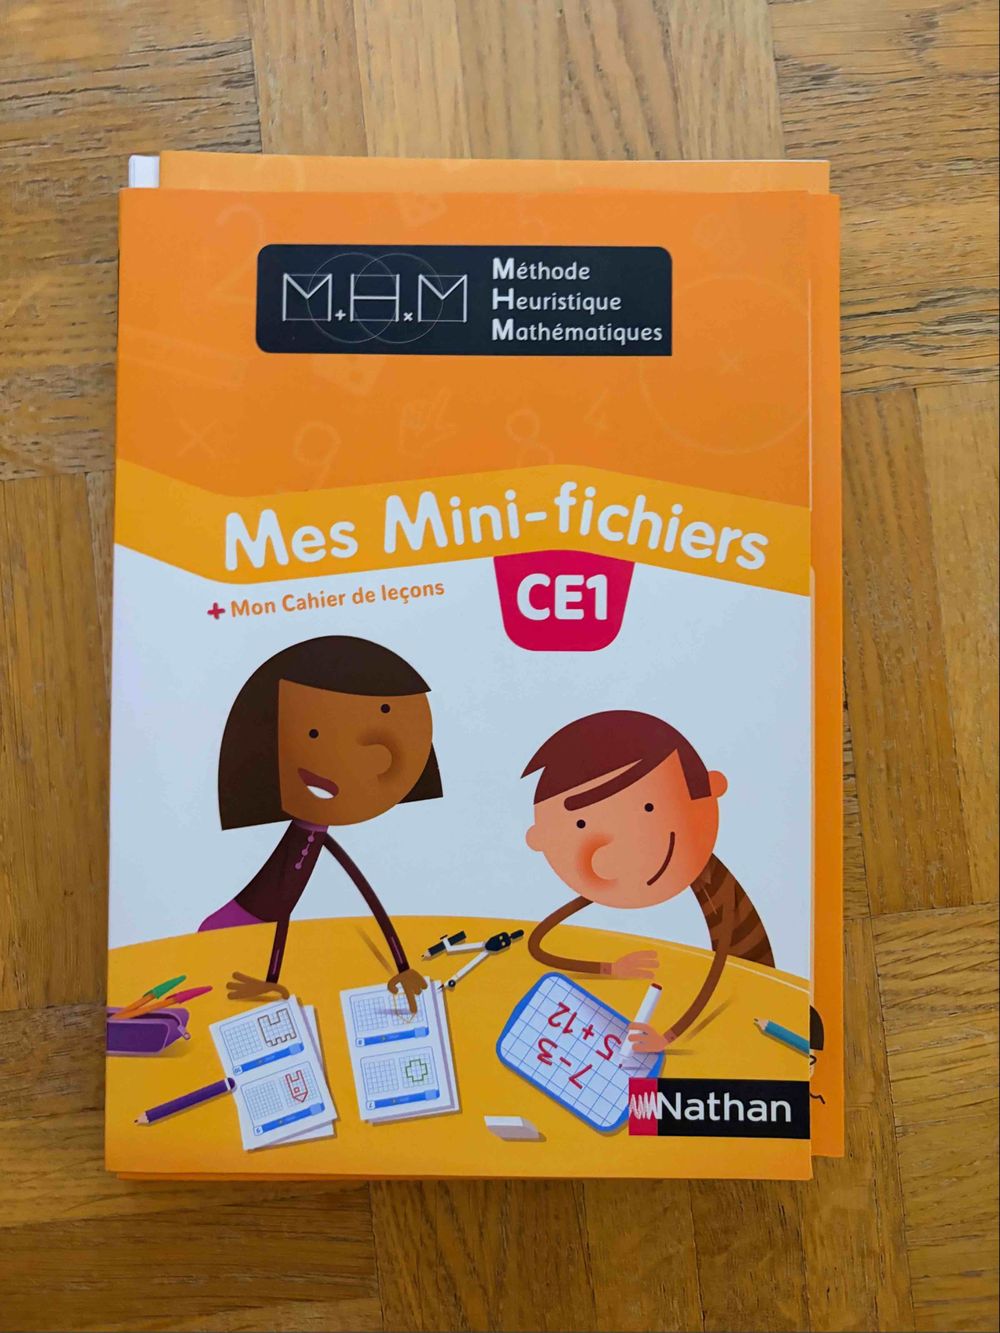 M+H×M
Méthode
Heuristique
Mathématiques
Mes Mini-fichiers
+ Mon Cahier de leçons
CE1
7-3
5+12
Nathan